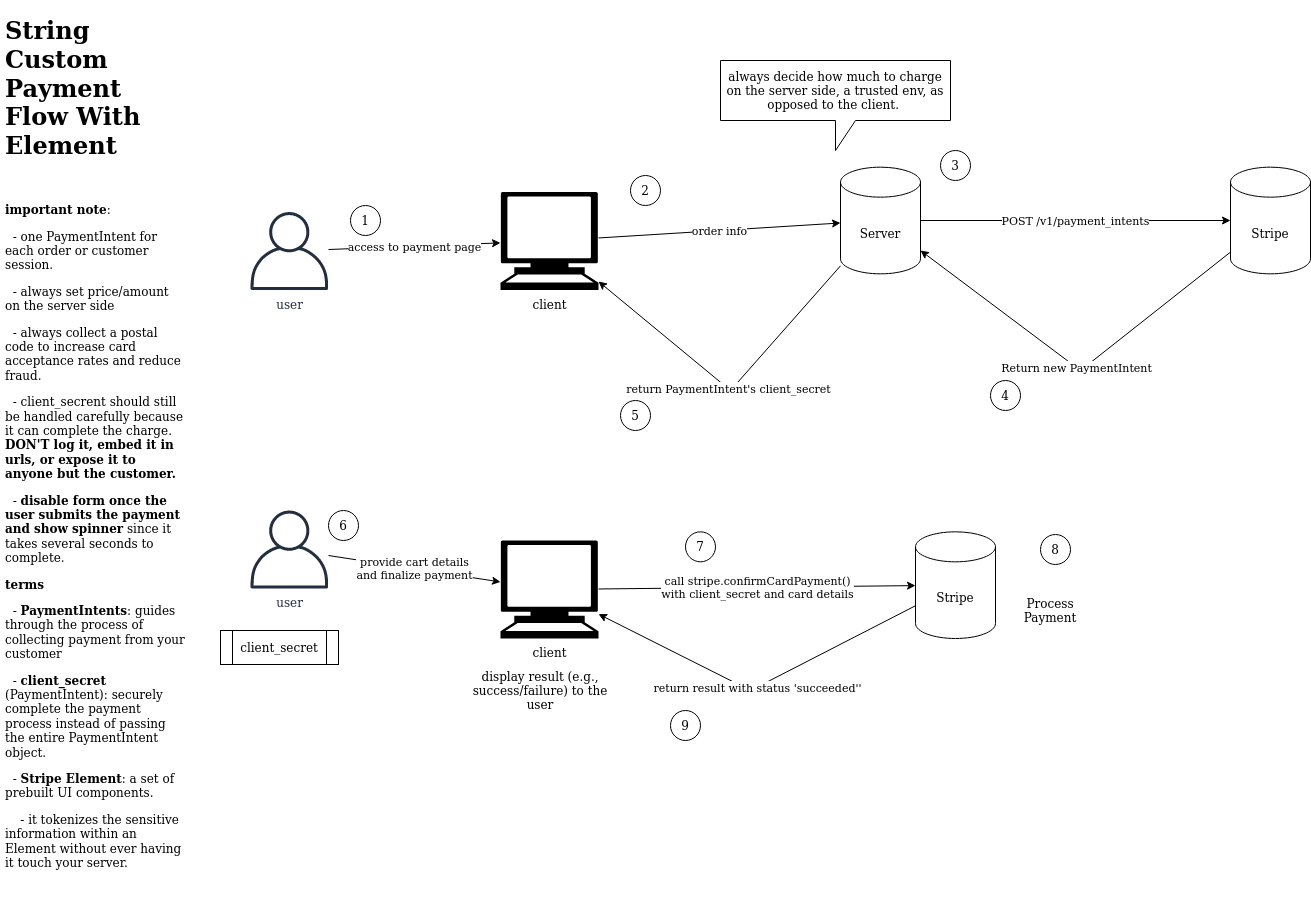 String
Custom
Payment
Flow With
Element
important note:
- one PaymentIntent for
each order or customer
session.
- always set price/amount
on the server side
- always collect a postal
code to increase card
acceptance rates and reduce
fraud.
- client_secrent should still
be handled carefully because
it can complete the charge.
DON'T log it, embed it in
urls, or expose it to
anyone but the customer.
- disable form once the
user submits the payment
and show spinner since it
takes several seconds to
complete.
terms
- PaymentIntents: guides
through the process of
collecting payment from your
customer
- client_secret
(PaymentIntent): securely
complete the payment
process instead of passing
the entire PaymentIntent
object.
- Stripe Element: a set of
prebuilt UI components.
- it tokenizes the sensitive
information within an
Element without ever having
it touch your server.
always decide how much to charge
on the server side, a trusted env, as
opposed to the client.
1
access to payment page
user
client
2
order info
Server
3
POST /v1/payment_intents
Stripe
Return new PaymentIntent
4
return PaymentIntent's client_secret
5
6
provide cart details
and finalize payment
user
client_secret
client
display result (e.g.,
success/failure) to the
user
7
call stripe.confirmCardPayment()
with client_secret and card details
Stripe
8
Process
Payment
return result with status 'succeeded''
9